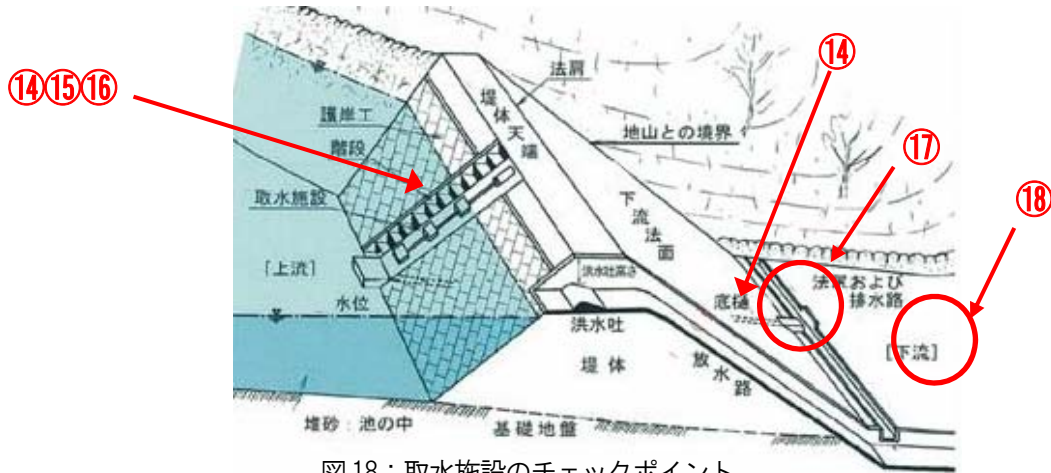 ⑭
法肩
⑭⑮⑯
護岸工
堤体天端
地山との境界
階段
⑰
取水施設
下流法面
⑱
[上流]
洪水吐高さ
法尻および
排水路
水位
底樋
洪水吐
[下流]
堤体
放水路
堆砂:池の中
基礎地盤
図18:取水施設のチェックポイント